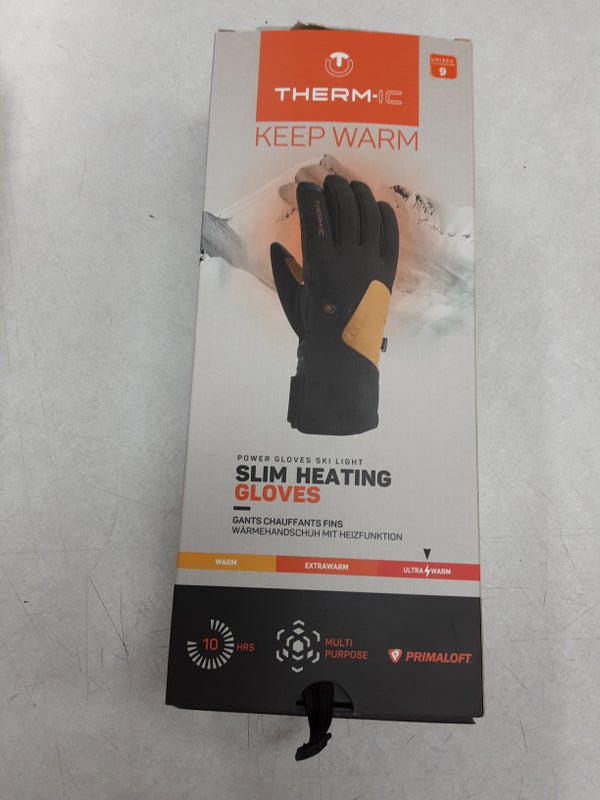 UNISEX
9
THERM-IC
KEEP WARM
THERM-IC
POWER GLOVES SKI LIGHT
SLIM HEATING
GLOVES
GANTS CHAUFFANTS FINS
WÄRMEHANDSCHUH MIT HEIZFUNKTION
WARM
EXTRAWARM
ULTRA WARM
10
HRS
MULTI
PURPOSE
PRIMALOFT